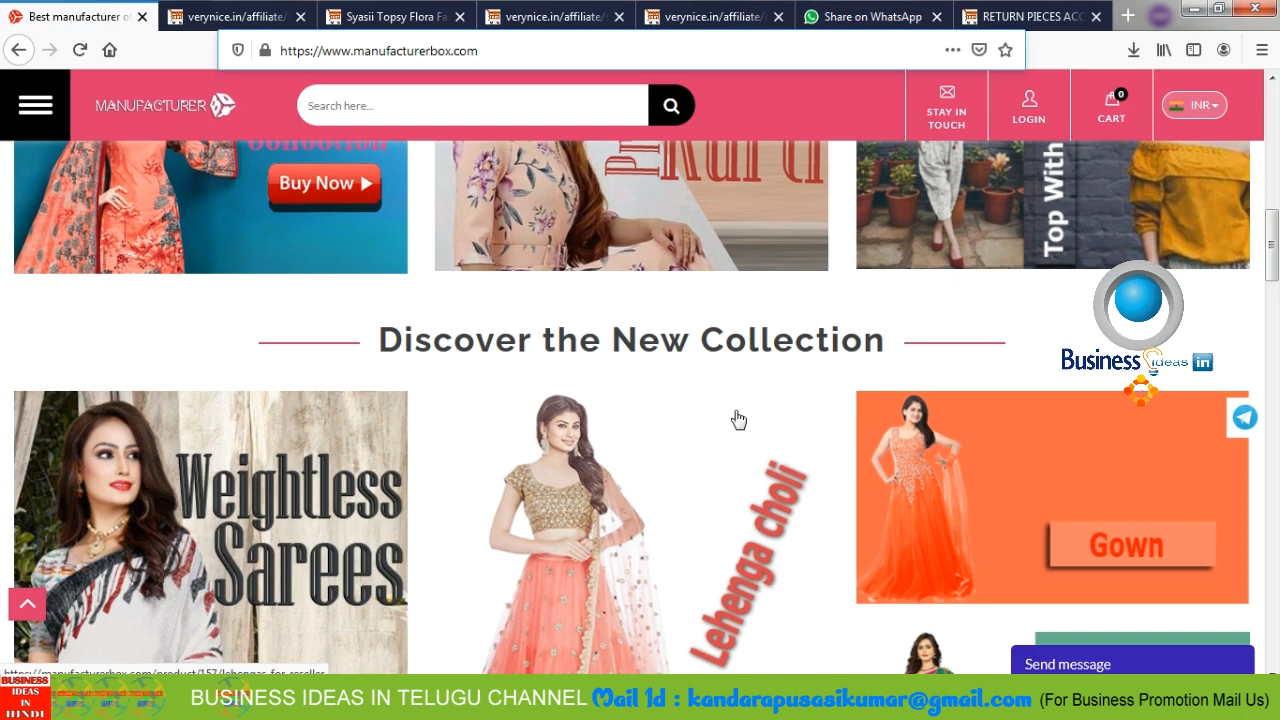 Best manufacturer o
verynice.in/affiliate/
Syasii Topsy Flora Fa
verynice.in/affiliate/
verynice.in/affiliate/
Share on WhatsApp
RETURN PIECES ACC
https://www.manufacturerbox.com
MANUFACTURER
Search here...
STAY IN
TOUCH
LOGIN
0
CART
INR
Buy Now
Kurti
Top With
Discover the New Collection
Business ideas in
Weightless
Sarees
Lehenga choli
Gown
Send message
https://manufacturerbox.com/product/157/lehengas-for-reseller
BUSINESS
IDEAS
IN
HINDI
BUSINESS IDEAS IN TELUGU CHANNEL Mail Id : kandarapusasikumar@gmail.com (For Business Promotion Mail Us)